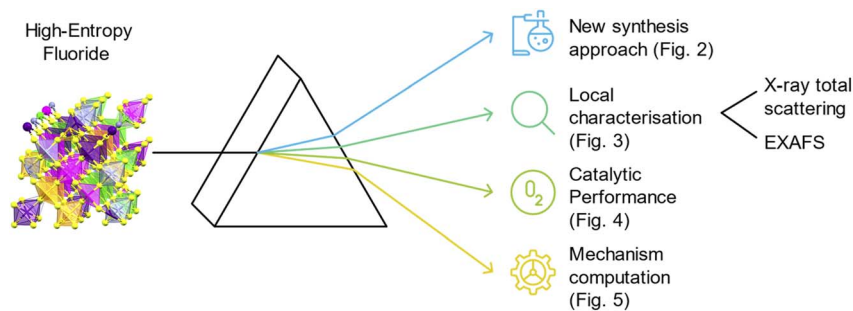 High-Entropy
Fluoride
New synthesis
approach (Fig. 2)
Local
characterisation
(Fig. 3)
X-ray total
scattering
EXAFS
O₂
Catalytic
Performance
(Fig. 4)
Mechanism
computation
(Fig. 5)